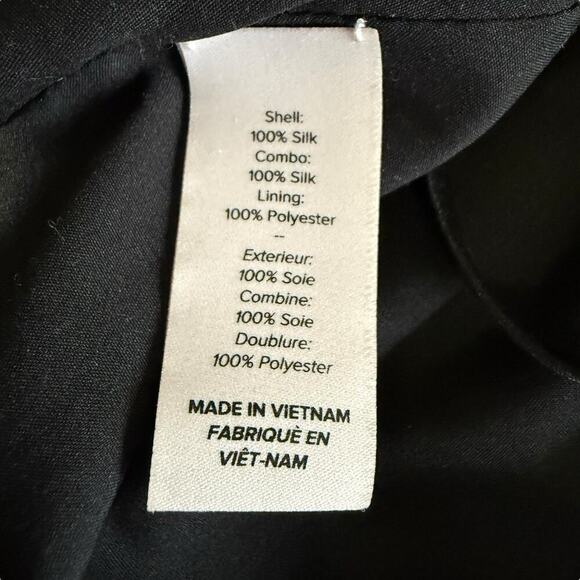 Shell:
100% Silk
Combo:
100% Silk
Lining:
100% Polyester
--
Exterieur:
100% Soie
Combine:
100% Soie
Doublure:
100% Polyester
MADE IN VIETNAM
FABRIQUÈ EN
VIÊT-NAM